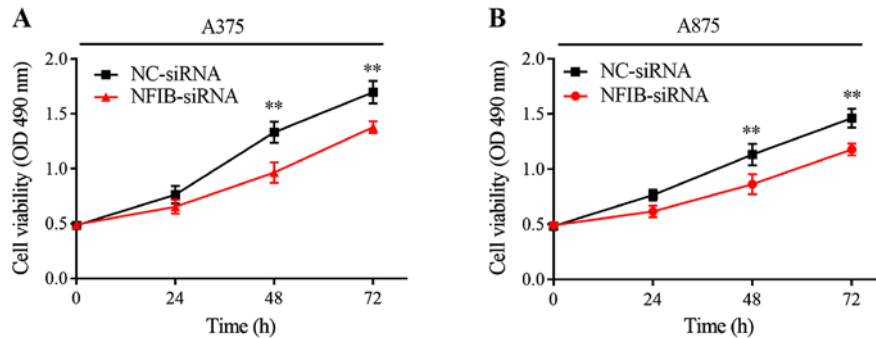 A
A375
Cell viability (OD 490 nm)
2.0
1.5
1.0
0.5
0.0
NC-siRNA
NFIB-siRNA
**
**
0 24 48 72
Time (h)
B
A875
Cell viability (OD 490 nm)
2.0
1.5
1.0
0.5
0.0
NC-siRNA
NFIB-siRNA
**
**
0 24 48 72
Time (h)